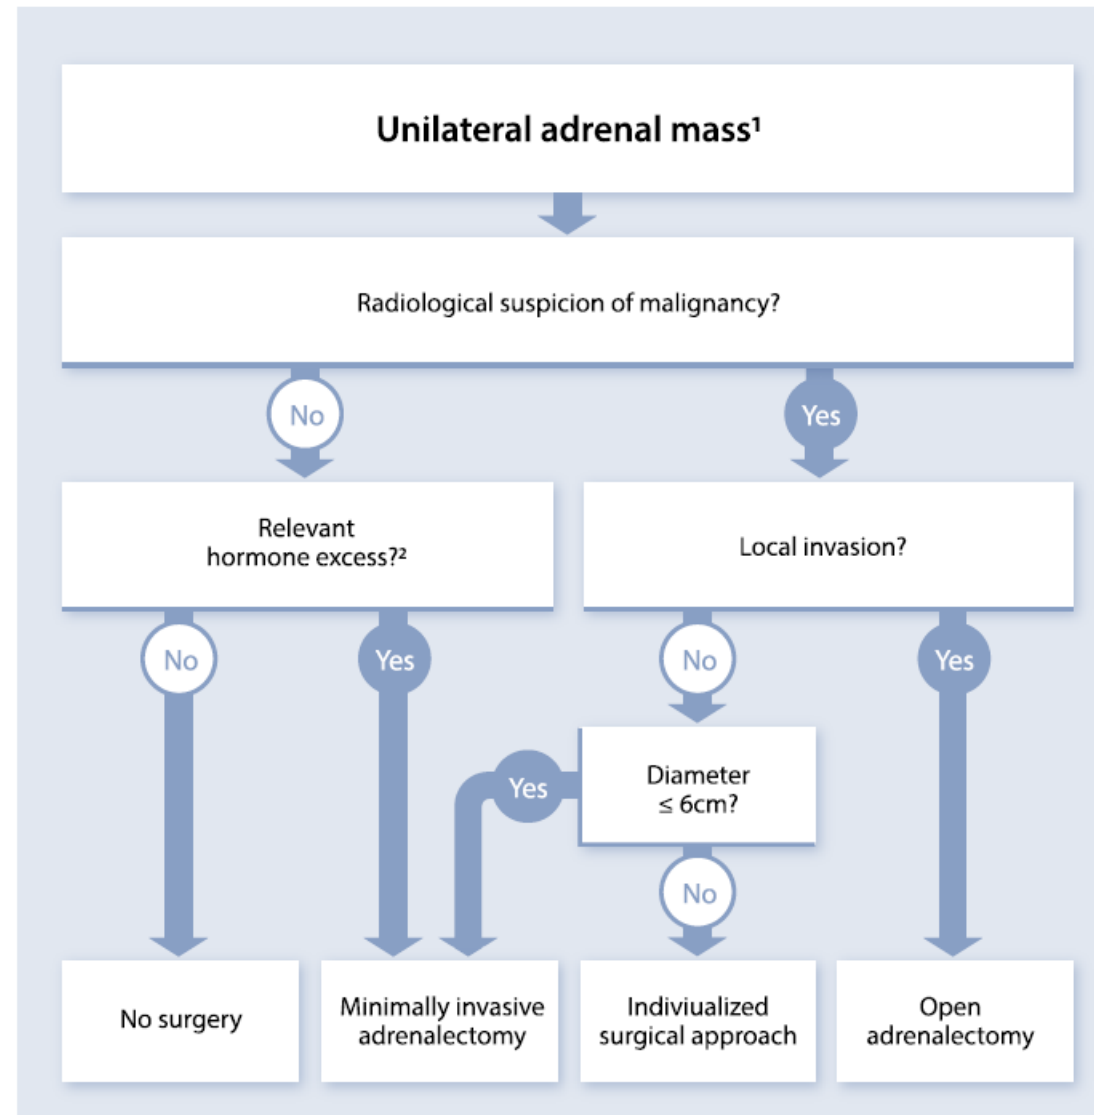 Unilateral adrenal mass¹
Radiological suspicion of malignancy?
No
Yes
Relevant
hormone excess?²
Local invasion?
No
Yes
No
Yes
Diameter
≤ 6cm?
Yes
No
No surgery
Minimally invasive
adrenalectomy
Indiviualized
surgical approach
Open
adrenalectomy